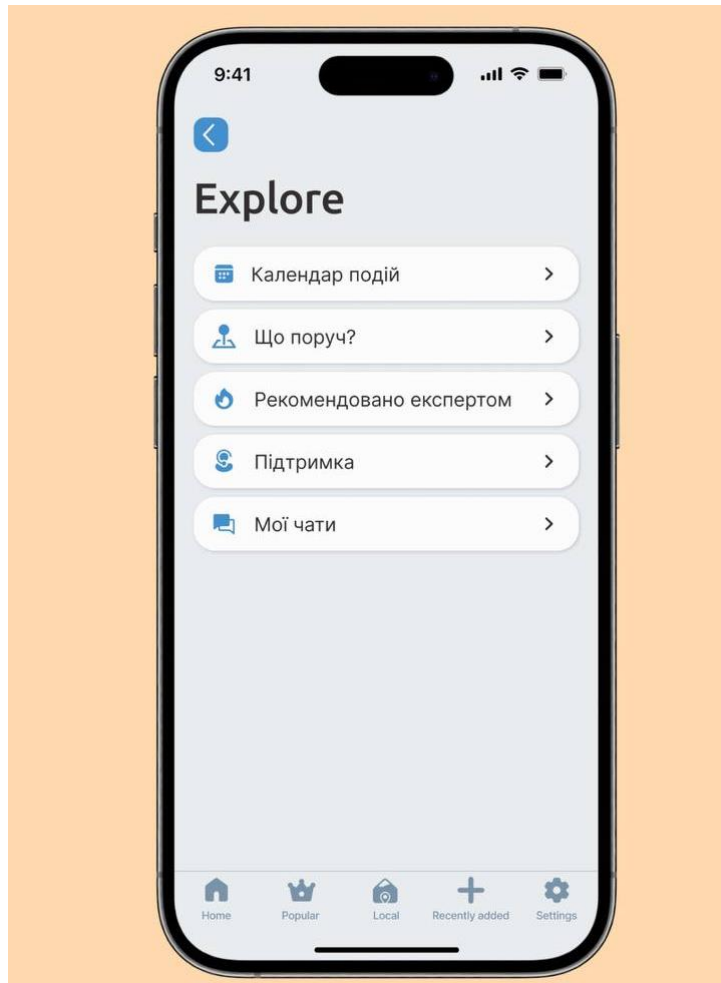 9:41
Explore
Календар подій
Що поруч?
Рекомендовано експертом
Підтримка
Мої чати
Home Popular Local Recently added Settings